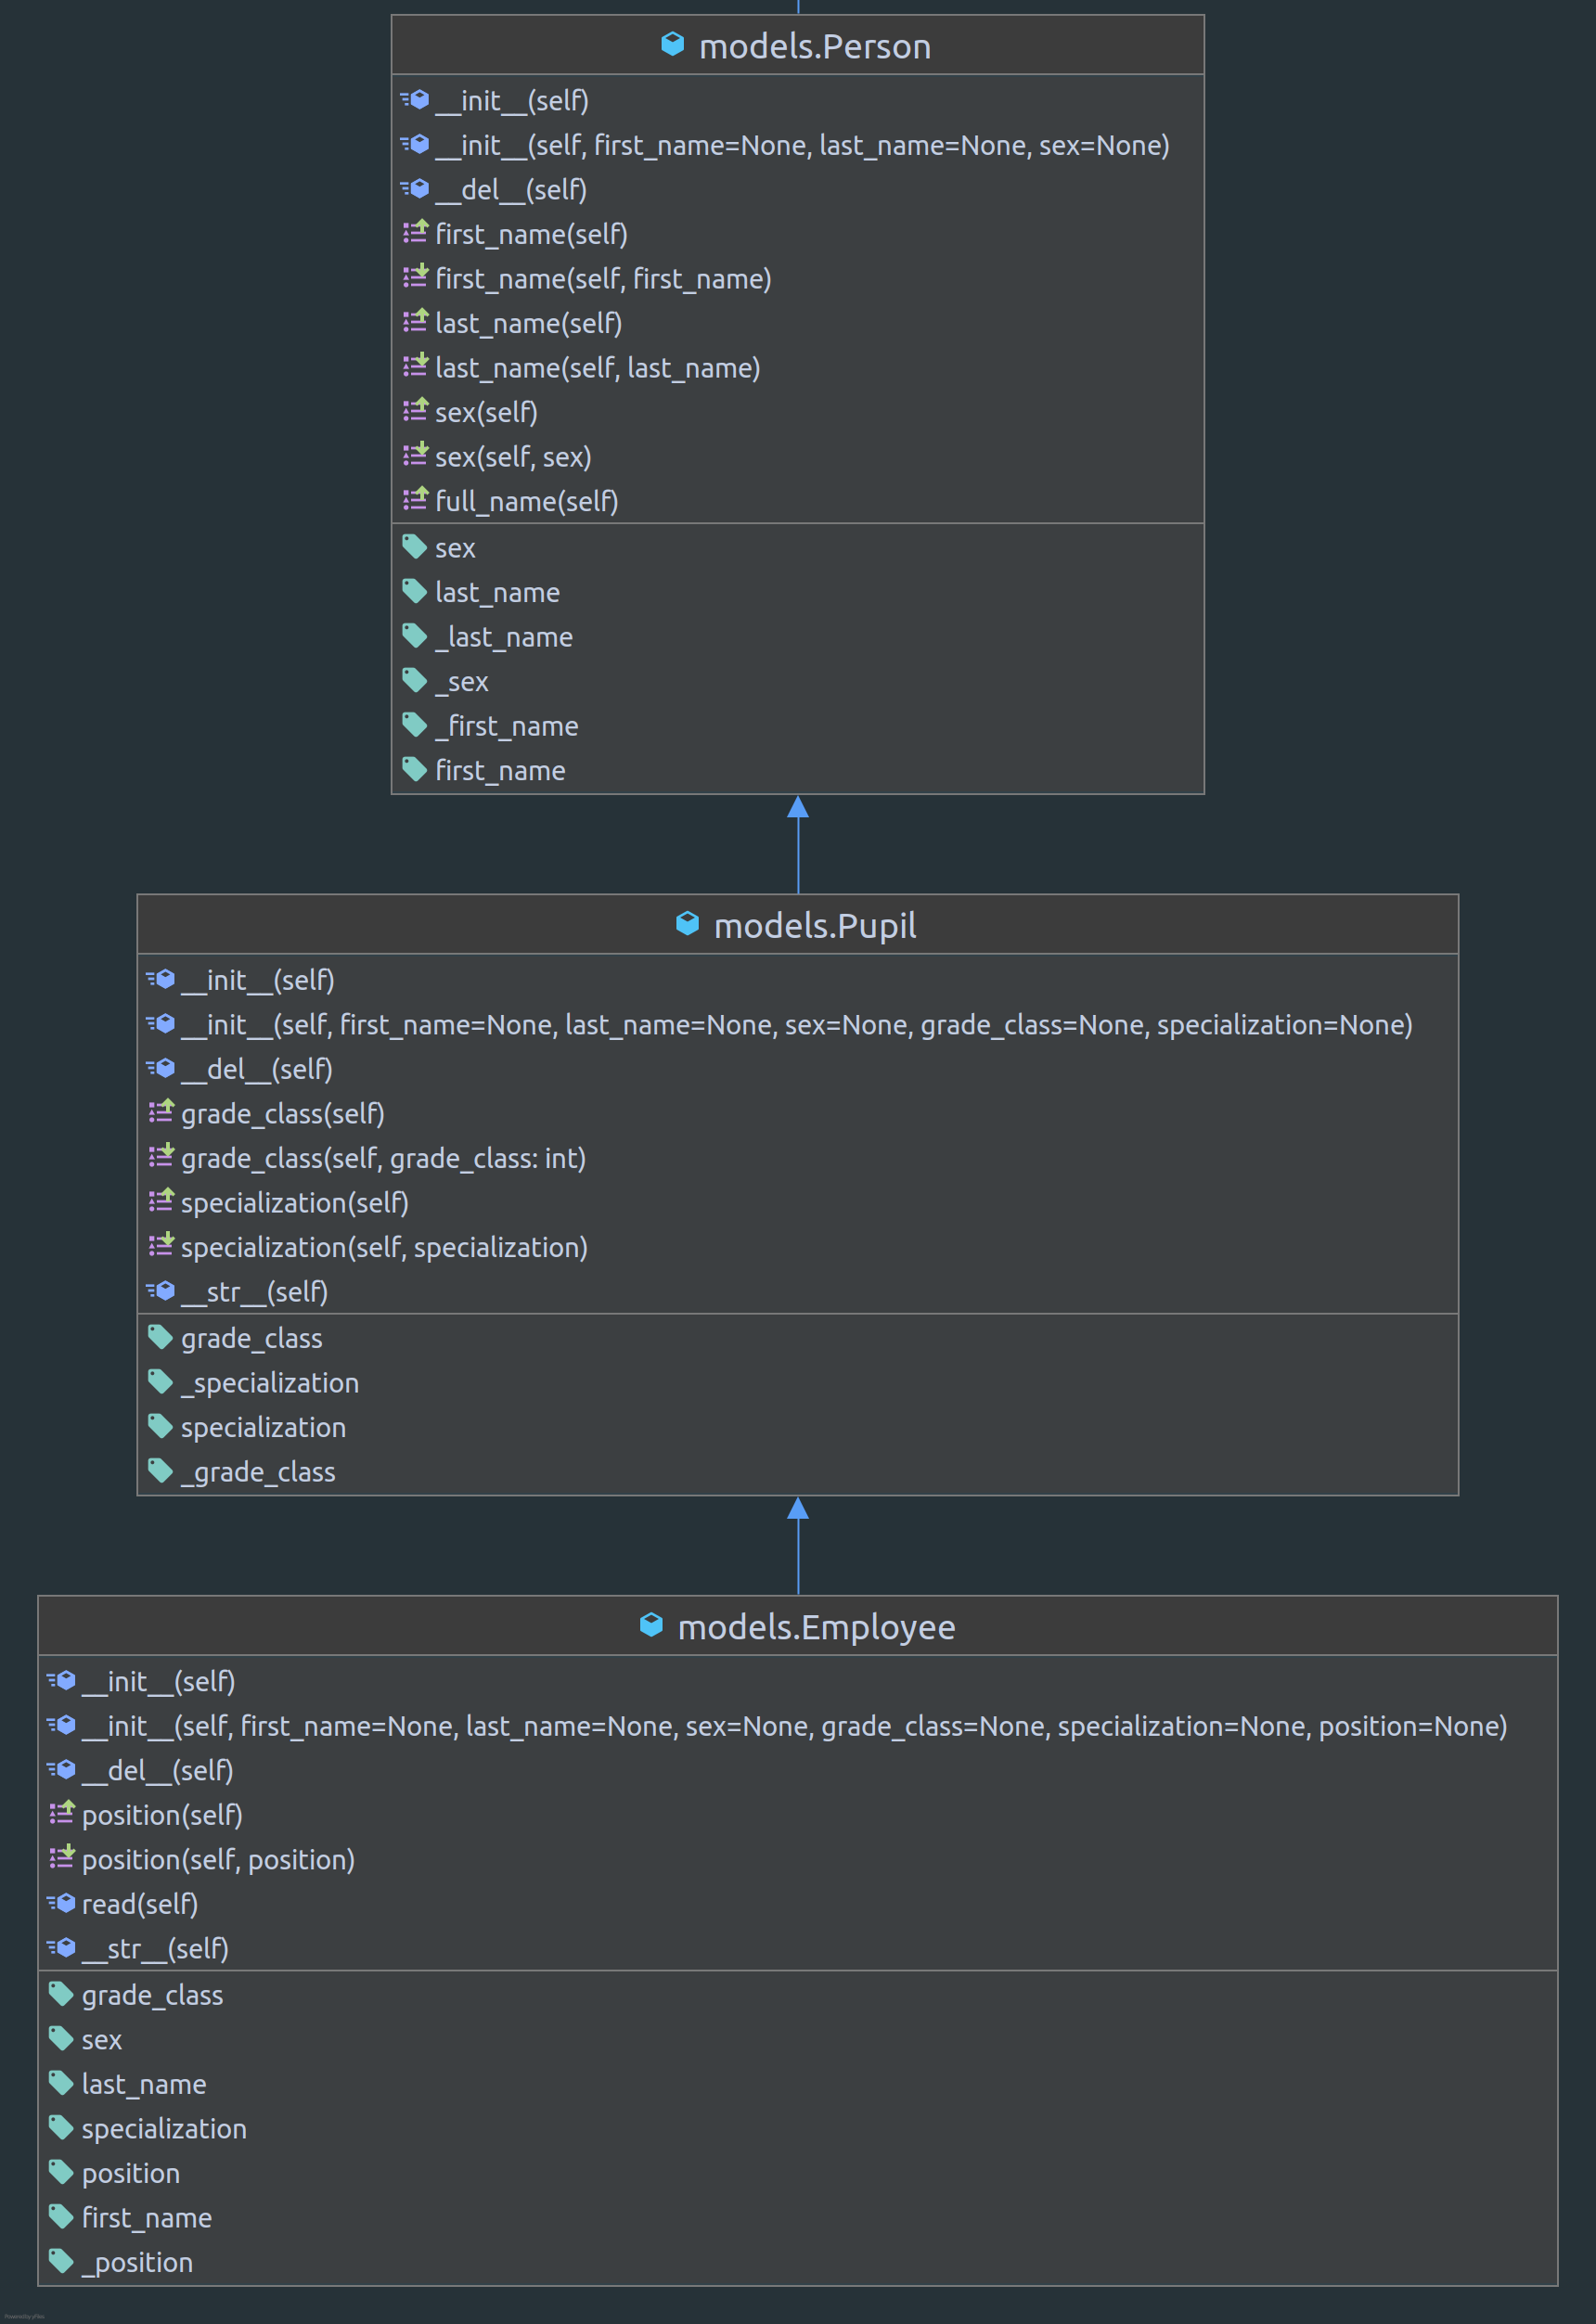 models.Person
__init__(self)
__init__(self, first_name=None, last_name=None, sex=None)
__del__(self)
first_name(self)
first_name(self, first_name)
last_name(self)
last_name(self, last_name)
sex(self)
sex(self, sex)
full_name(self)
sex
last_name
_last_name
_sex
_first_name
first_name
models.Pupil
__init__(self)
__init__(self, first_name=None, last_name=None, sex=None, grade_class=None, specialization=None)
__del__(self)
grade_class(self)
grade_class(self, grade_class: int)
specialization(self)
specialization(self, specialization)
__str__(self)
grade_class
_specialization
specialization
_grade_class
models.Employee
__init__(self)
__init__(self, first_name=None, last_name=None, sex=None, grade_class=None, specialization=None, position=None)
__del__(self)
position(self)
position(self, position)
read(self)
__str__(self)
grade_class
sex
last_name
specialization
position
first_name
_position
Powered by yFiles